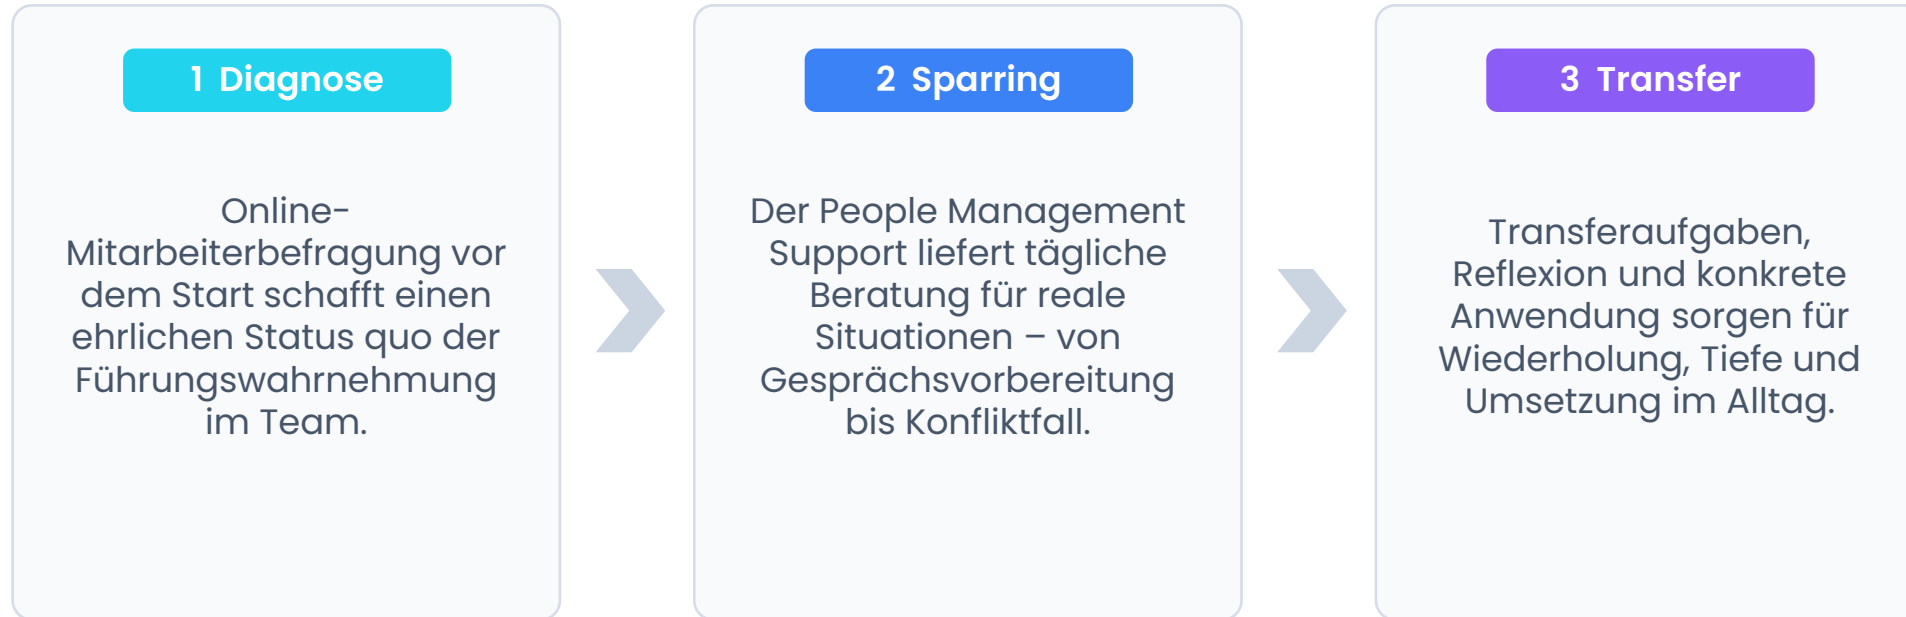 1 Diagnose
Online-
Mitarbeiterbefragung vor
dem Start schafft einen
ehrlichen Status quo der
Führungswahrnehmung
im Team.
2 Sparring
Der People Management
Support liefert tägliche
Beratung für reale
Situationen – von
Gesprächsvorbereitung
bis Konfliktfall.
3 Transfer
Transferaufgaben,
Reflexion und konkrete
Anwendung sorgen für
Wiederholung, Tiefe und
Umsetzung im Alltag.